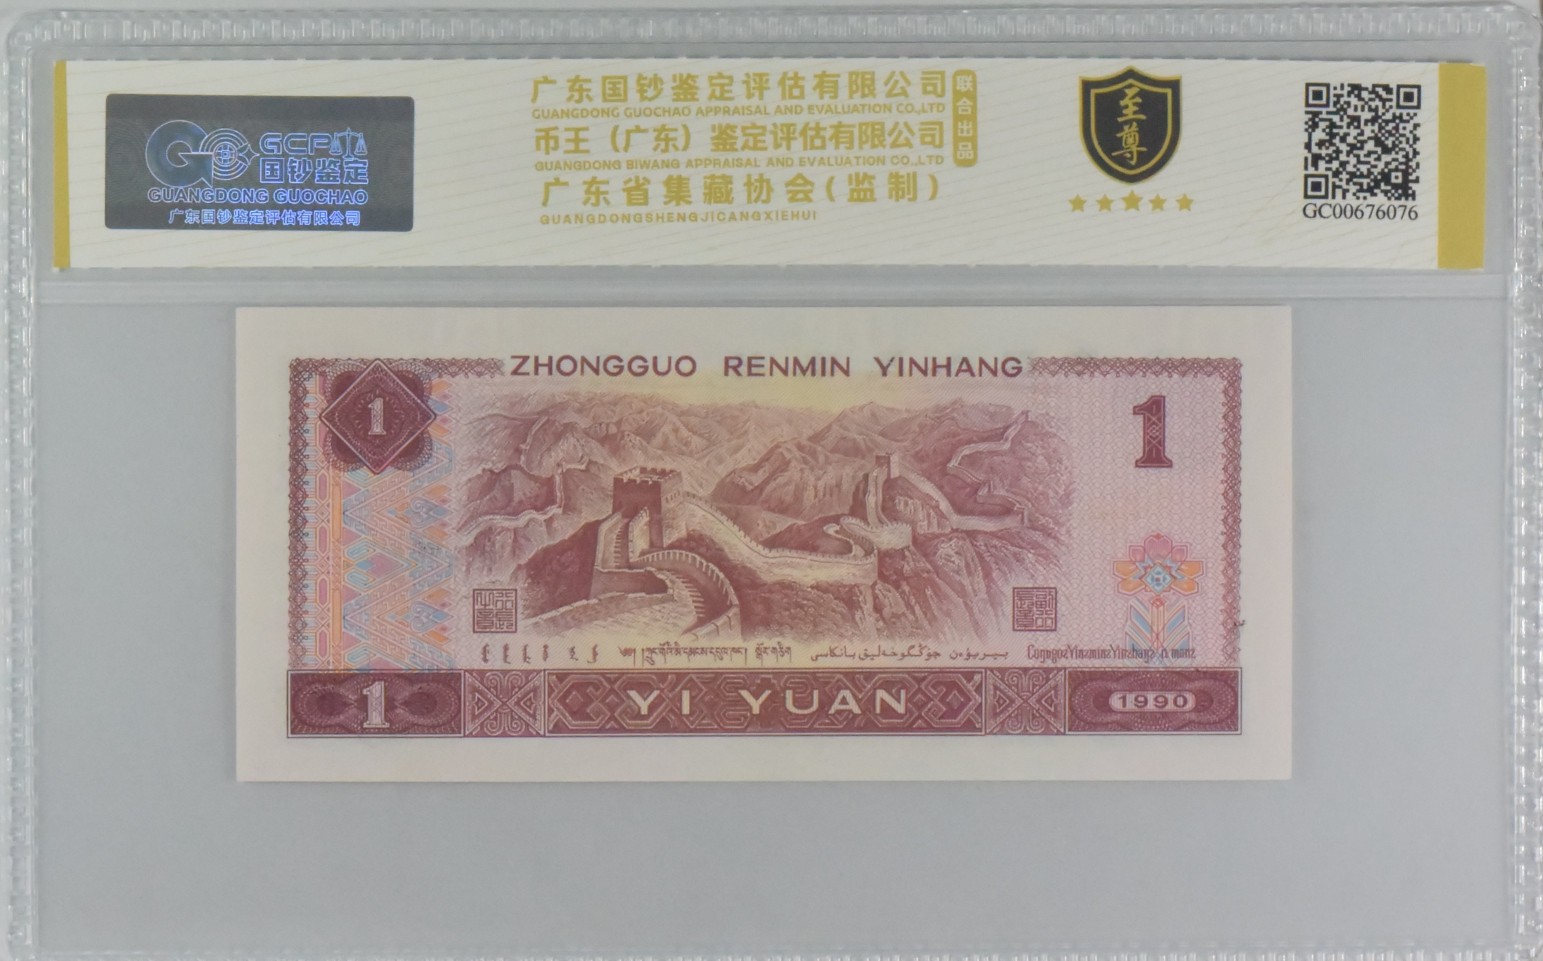 GCP
国钞鉴定
GUANGDONG GUOCHAO
广东国钞鉴定评估有限公司
广东国钞鉴定评估有限公司
GUANGDONG GUOCHAO APPRAISAL AND EVALUATION CO.,LTD
币王（广东）鉴定评估有限公司
GUANGDONG BIWANG APPRAISAL AND EVALUATION CO.,LTD
广东省集藏协会(监制)
GUANGDONGSHENGJICANGXIEHUI
联合出品
至尊
GC00676076
ZHONGGUO RENMIN YINHANG
1
1
1
YI YUAN
1990